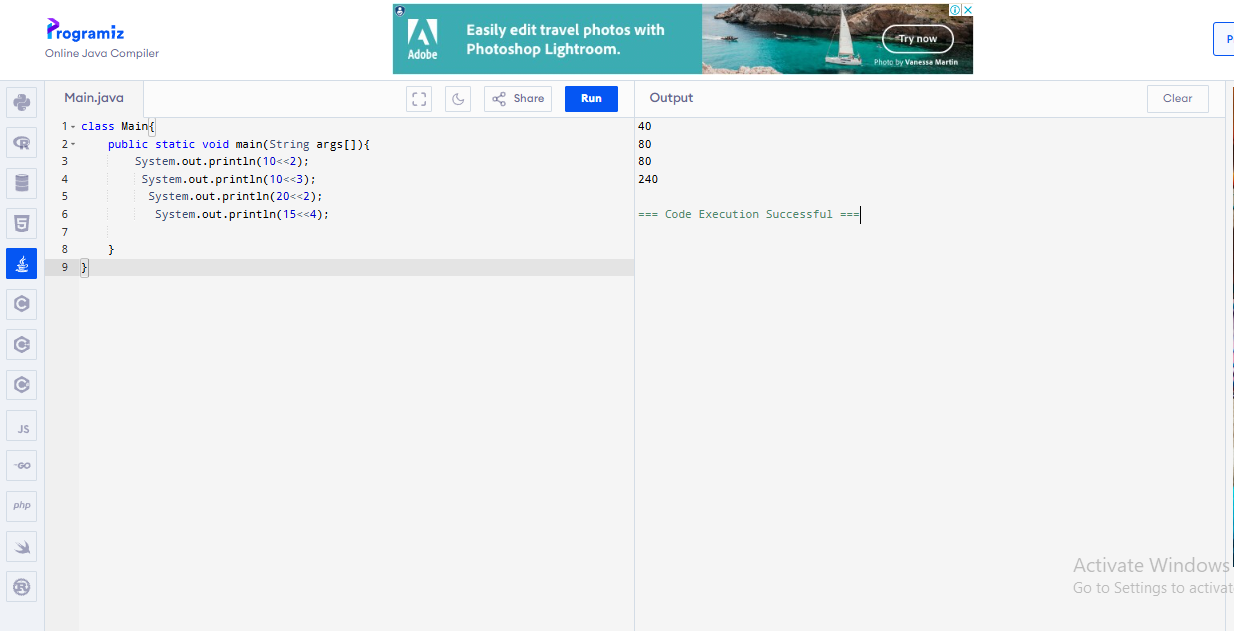 Programiz
Online Java Compiler
Adobe
Easily edit travel photos with
Photoshop Lightroom.
Try now
Photo by Vanessa Martin
P
Main.java
Share
Run
Output
Clear
1 class Main{
2 public static void main(String args[]){
3 System.out.println(10<<2);
4 System.out.println(10<<3);
5 System.out.println(20<<2);
6 System.out.println(15<<4);
7
8 }
9 }
40
80
80
240
=== Code Execution Successful ===
R
5
C
C
C
JS
GO
php
R
Activate Windows
Go to Settings to activat